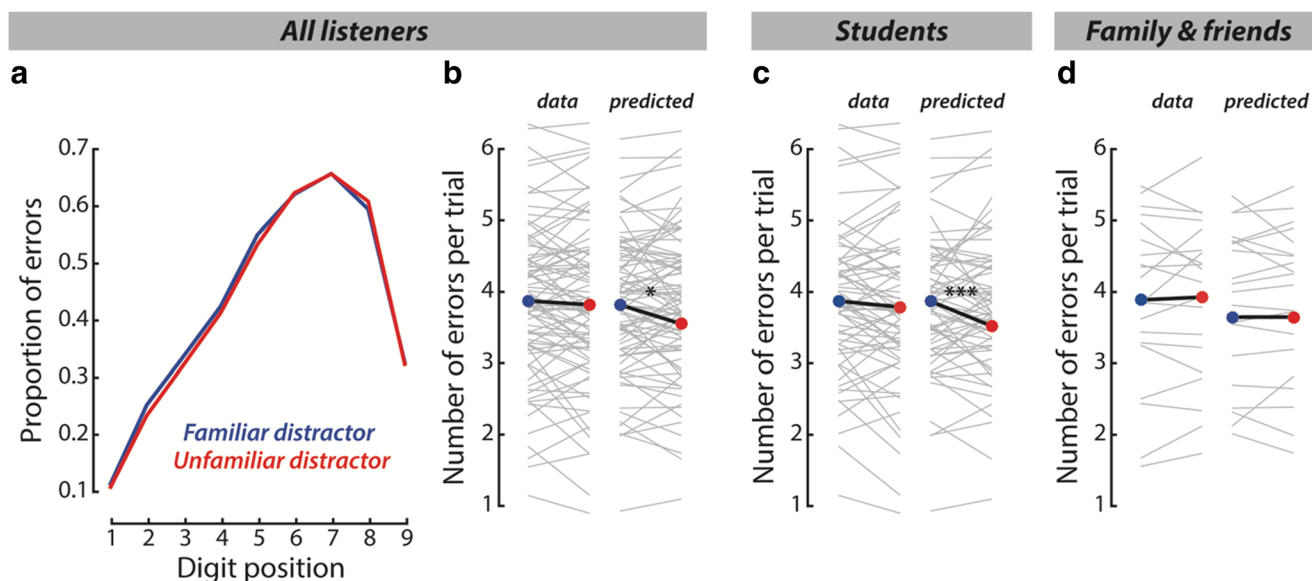 All listeners
Students
Family & friends
a
b
c
d
data predicted
data predicted
data predicted
Proportion of errors
0.7
0.6
0.5
0.4
0.3
0.2
0.1
Familiar distractor
Unfamiliar distractor
1 2 3 4 5 6 7 8 9
Digit position
Number of errors per trial
6
5
4
3
2
1
*
Number of errors per trial
6
5
4
3
2
1
***
Number of errors per trial
6
5
4
3
2
1